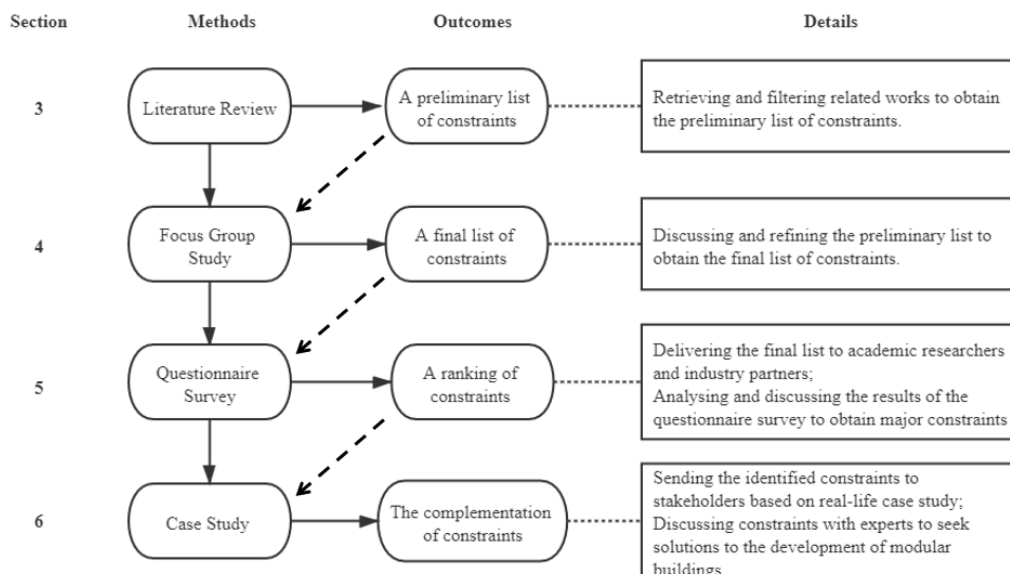 Section Methods Outcomes Details
3
Literature Review
A preliminary list
of constraints
Retrieving and filtering related works to obtain
the preliminary list of constraints.
4
Focus Group
Study
A final list of
constraints
Discussing and refining the preliminary list to
obtain the final list of constraints.
5
Questionnaire
Survey
A ranking of
constraints
Delivering the final list to academic researchers
and industry partners;
Analysing and discussing the results of the
questionnaire survey to obtain major constraints
6
Case Study
The complementation
of constraints
Sending the identified constraints to
stakeholders based on real-life case study;
Discussing constraints with experts to seek
solutions to the development of modular
buildings